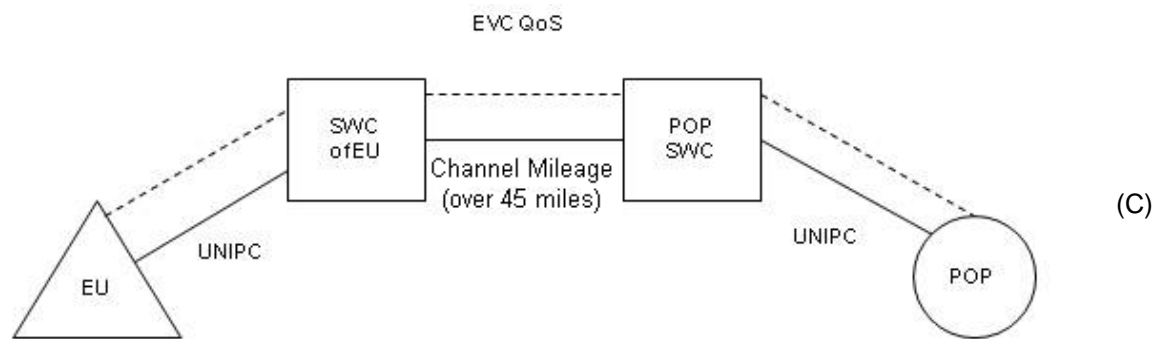 EVC QoS
SWC
ofEU
POP
SWC
Channel Mileage
(over 45 miles)
(C)
UNIPC
UNIPC
EU
POP